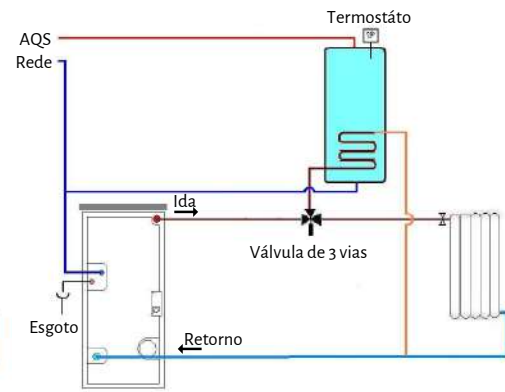 Termostáto
AQS
Rede
Ida
Válvula de 3 vias
Esgoto
Retorno